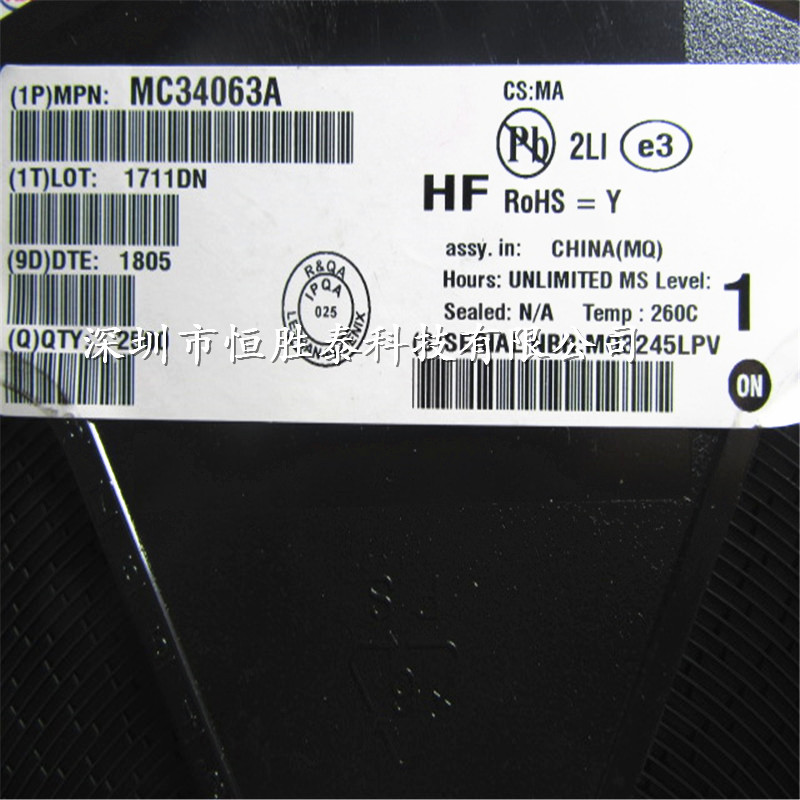 (1P)MPN: MC34063A
CS:MA
Pb 2LI e3
(1T)LOT: 1711DN
HF RoHS = Y
(9D)DTE: 1805
assy. in: CHINA(MQ)
Hours: UNLIMITED MS Level: 1
Sealed: N/A Temp : 260C
R&QA
IPQA
025
(Q)QTY:
深圳市恒胜泰科技有限公司
ON